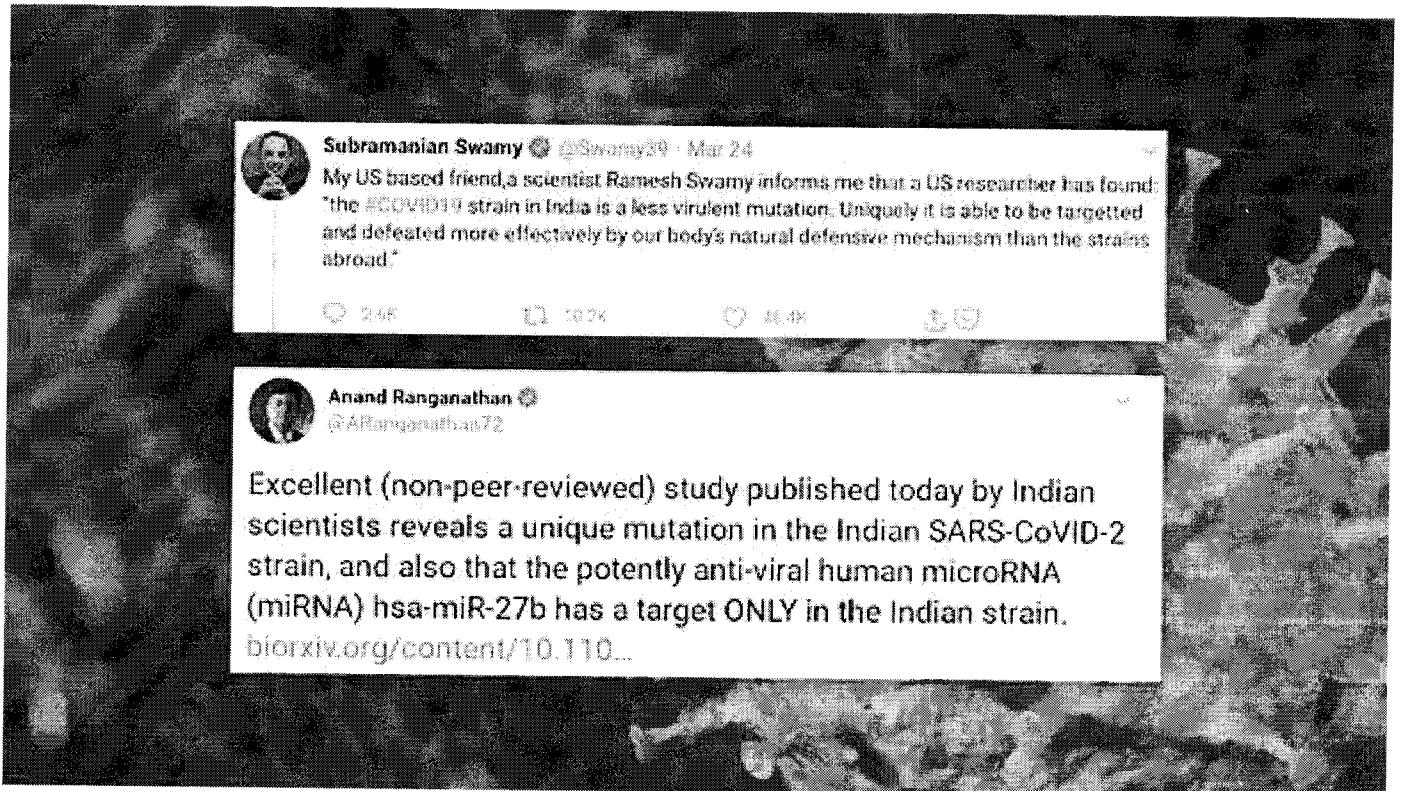 Subramanian Swamy @Swamy39 · Mar 24
My US based friend,a scientist Ramesh Swamy informs me that a US researcher has found:
"the #COVID19 strain in India is a less virulent mutation. Uniquely it is able to be targetted
and defeated more effectively by our body's natural defensive mechanism than the strains
abroad."
Anand Ranganathan
@ARanganathan72
Excellent (non-peer-reviewed) study published today by Indian
scientists reveals a unique mutation in the Indian SARS-CoVID-2
strain, and also that the potently anti-viral human microRNA
(miRNA) hsa-miR-27b has a target ONLY in the Indian strain.
biorxiv.org/content/10.110...